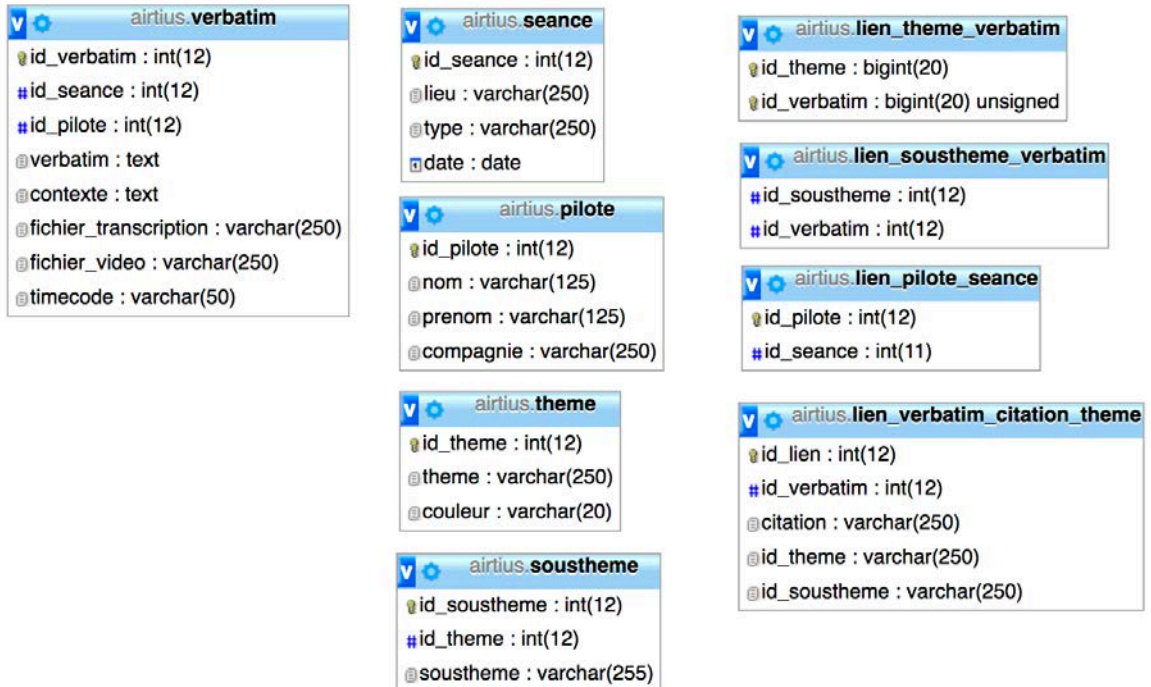 airtius.verbatim
id_verbatim : int(12)
#id_seance : int(12)
#id_pilote : int(12)
verbatim : text
contexte : text
fichier_transcription : varchar(250)
fichier_video : varchar(250)
timecode : varchar(50)
airtius.seance
id_seance : int(12)
lieu : varchar(250)
type : varchar(250)
date : date
airtius.pilote
id_pilote : int(12)
nom : varchar(125)
prenom : varchar(125)
compagnie : varchar(250)
airtius.theme
id_theme : int(12)
theme : varchar(250)
couleur : varchar(20)
airtius.soustheme
id_soustheme : int(12)
#id_theme : int(12)
soustheme : varchar(255)
airtius.lien_theme_verbatim
id_theme : bigint(20)
id_verbatim : bigint(20) unsigned
airtius.lien_soustheme_verbatim
#id_soustheme : int(12)
#id_verbatim : int(12)
airtius.lien_pilote_seance
id_pilote : int(12)
#id_seance : int(11)
airtius.lien_verbatim_citation_theme
id_lien : int(12)
#id_verbatim : int(12)
citation : varchar(250)
id_theme : varchar(250)
id_soustheme : varchar(250)